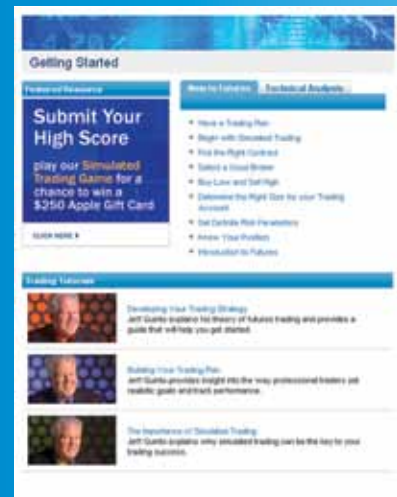 Getting Started
Featured Resource
Submit Your
High Score
play our Simulated
Trading Game for a
chance to win a
$250 Apple Gift Card
CLICK HERE
New to Futures
Technical Analysis
Have a Trading Plan
Begin with Simulated Trading
Find the Right Contract
Select a Good Broker
Buy Low and Sell High
Determine the Right Size for your Trading
Account
Set Definite Risk Parameters
Know Your Position
Introduction to Futures
Trading Tutorials
Developing Your Trading Strategy
Jeff Quinto explains his theory of futures trading and provides a
guide that will help you get started.
Building Your Trading Plan
Jeff Quinto provides insight into the way professional traders set
realistic goals and track performance.
The Importance of Simulated Trading
Jeff Quinto explains why simulated trading can be the key to your
trading success.